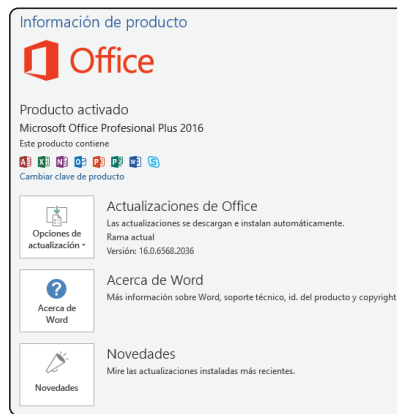 Información de producto
Office
Producto activado
Microsoft Office Profesional Plus 2016
Este producto contiene
Cambiar clave de producto
Opciones de
actualización
Actualizaciones de Office
Las actualizaciones se descargan e instalan automáticamente.
Rama actual
Versión: 16.0.6568.2036
Acerca de
Word
Acerca de Word
Más información sobre Word, soporte técnico, id. del producto y copyright
Novedades
Novedades
Mire las actualizaciones instaladas más recientes.